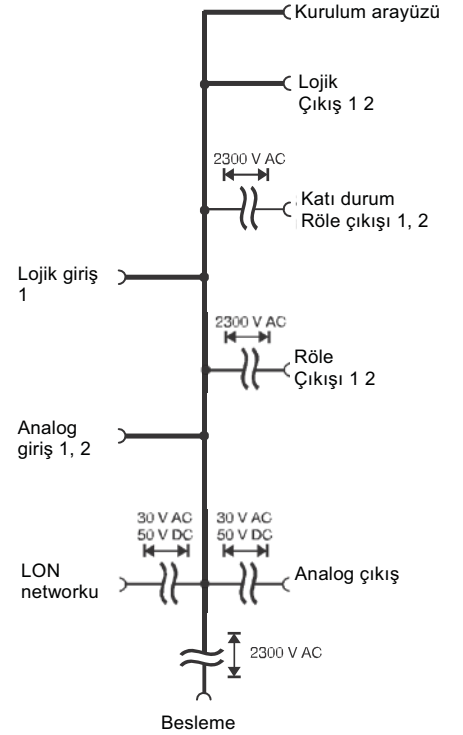 Kurulum arayüzü
Lojik
Çıkış 1 2
2300 V AC
Katı durum
Röle çıkışı 1, 2
Lojik giriş
1
2300 V AC
Röle
Çıkışı 1 2
Analog
giriş 1, 2
30 V AC
50 V DC
30 V AC
50 V DC
LON
networku
Analog çıkış
2300 V AC
Besleme